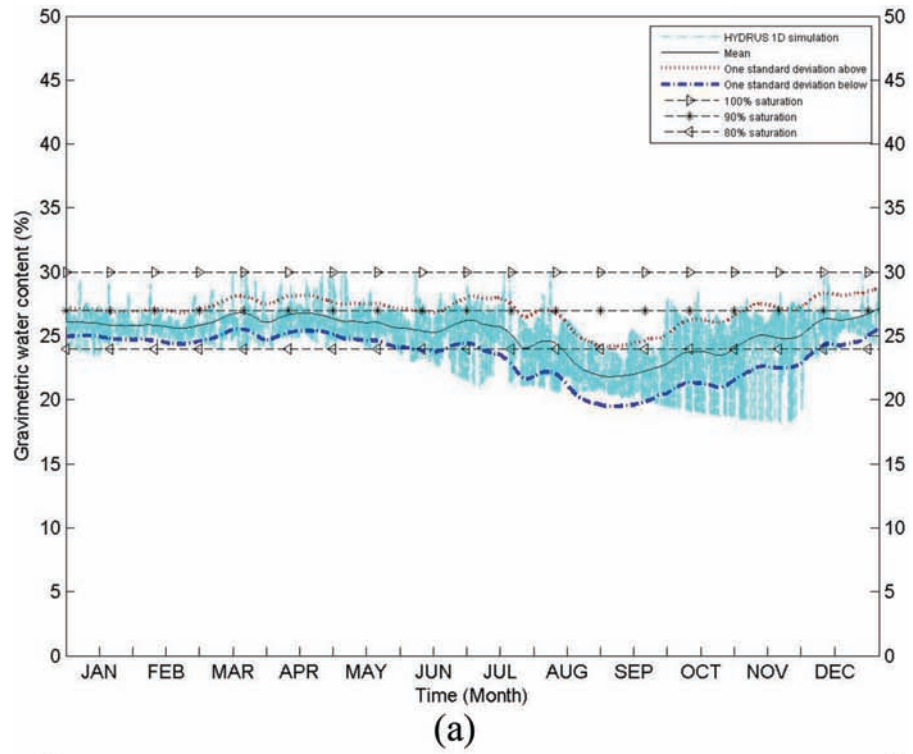 50
50
HYDRUS 1D simulation
Mean
One standard deviation above
One standard deviation below
100% saturation
90% saturation
80% saturation
45
45
40
40
35
35
30
30
25
25
20
20
15
15
10
10
5
5
0
0
Gravimetric water content (%)
JAN FEB MAR APR MAY JUN JUL AUG SEP OCT NOV DEC
Time (Month)
(a)